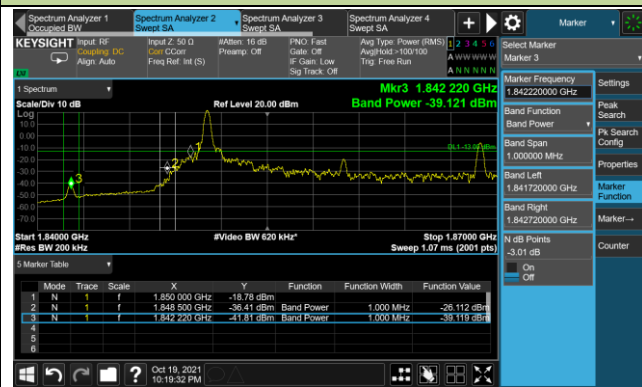 Spectrum Analyzer 1
Occupied BW
Spectrum Analyzer 2
Swept SA
Spectrum Analyzer 3
Swept SA
Spectrum Analyzer 4
Swept SA
Marker
KEYSIGHT
Input: RF
Coupling: DC
Align: Auto
Input Z: 50 Ω
Corr CCorr
Freq Ref: Int (S)
#Atten: 16 dB
Preamp: Off
PNO: Fast
Gate: Off
IF Gain: Low
Sig Track: Off
Avg Type: Power (RMS)
Avg|Hold:>100/100
Trig: Free Run
1 2 3 4 5 6
A W W W W W
A N N N N N
LXI
1 Spectrum
Scale/Div 10 dB
Ref Level 20.00 dBm
Mkr3 1.842 220 GHz
Band Power -39.121 dBm
Log
10.0
0.00
-10.0
-20.0
-30.0
-40.0
-50.0
-60.0
-70.0
1
2
3
Start 1.84000 GHz
#Res BW 200 kHz
#Video BW 620 kHz*
Stop 1.87000 GHz
Sweep 1.07 ms (2001 pts)
5 Marker Table
Mode Trace Scale X Y Function Function Width Function Value
1 N 1 f 1.850 000 GHz -18.78 dBm
2 N 1 f 1.848 500 GHz -36.41 dBm Band Power 1.000 MHz -26.112 dBm
3 N 1 f 1.842 220 GHz -41.81 dBm Band Power 1.000 MHz -39.119 dBm
4
5
6
Oct 19, 2021
10:19:32 PM
Select Marker
Marker 3
Marker Frequency
1.842220000 GHz
Band Function
Band Power
Band Span
1.000000 MHz
Band Left
1.841720000 GHz
Band Right
1.842720000 GHz
N dB Points
-3.01 dB
On
Off
Settings
Peak
Search
Pk Search
Config
Properties
Marker
Function
Marker→
Counter